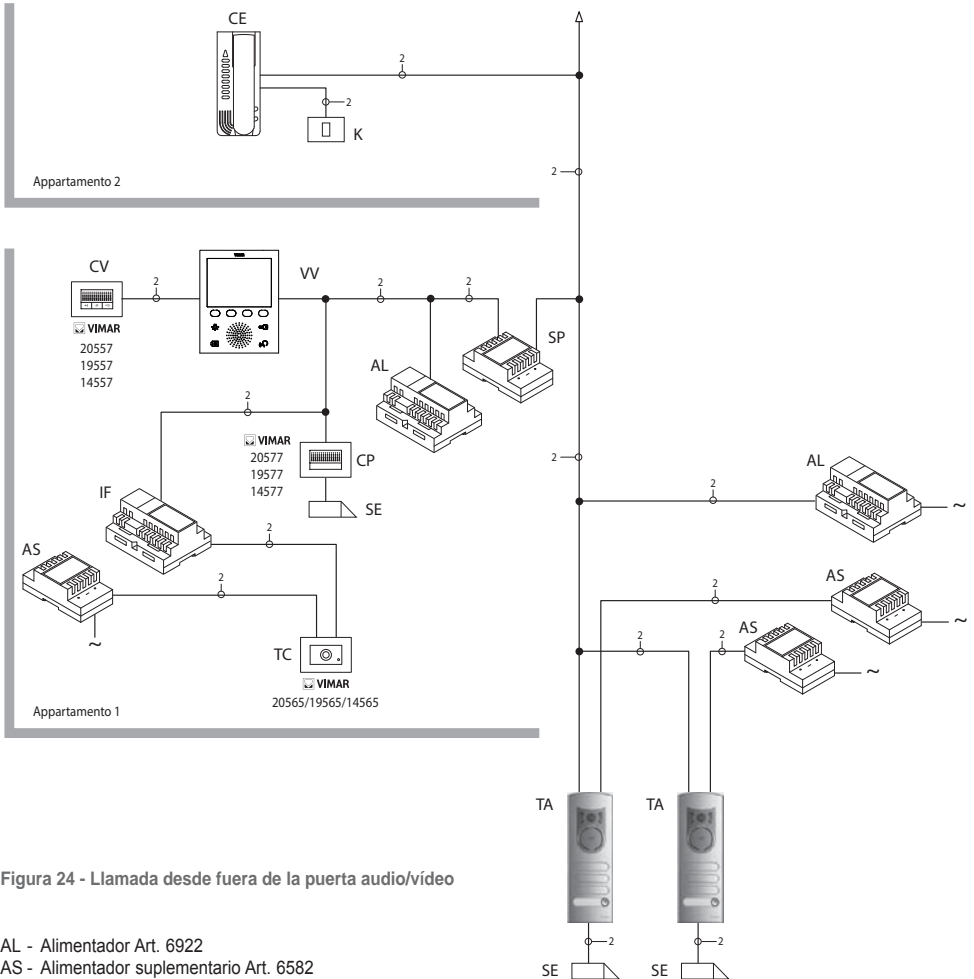 CE
2
2
K
Appartamento 2
2
CV
2
VV
2
2
SP
VIMAR
20557
19557
14557
AL
2
VIMAR
20577
19577
14577
CP
2
AL
2
~
IF
SE
2
AS
2
AS
2
~
AS
2
2
~
~
TC
VIMAR
20565/19565/14565
Appartamento 1
TA
TA
Figura 24 - Llamada desde fuera de la puerta audio/vídeo
AL - Alimentador Art. 6922
AS - Alimentador suplementario Art. 6582
2
2
SE
SE